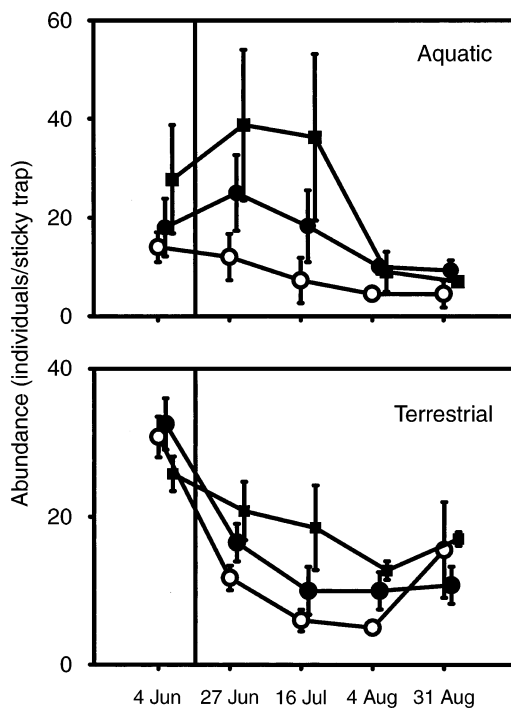 60
Aquatic
40
20
0
Abundance (individuals/sticky trap)
40
Terrestrial
20
0
4 Jun 27 Jun 16 Jul 4 Aug 31 Aug